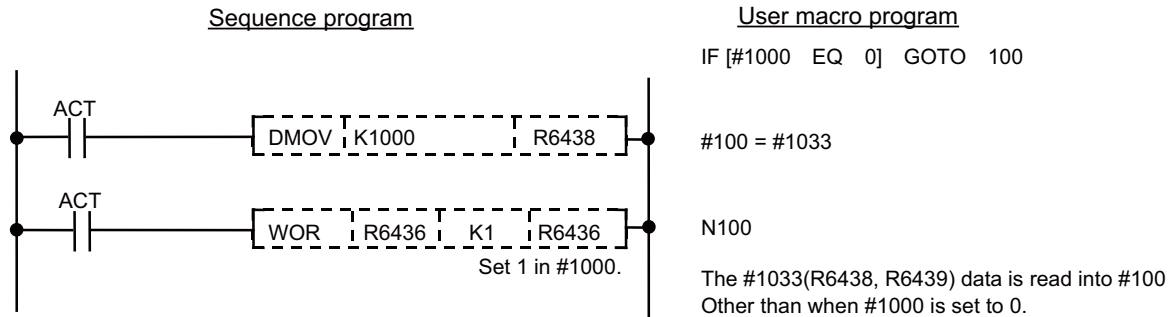 Sequence program
User macro program
IF [#1000 EQ 0] GOTO 100
ACT
DMOV K1000 R6438
#100 = #1033
ACT
WOR R6436 K1 R6436
N100
Set 1 in #1000.
The #1033(R6438, R6439) data is read into #100
Other than when #1000 is set to 0.